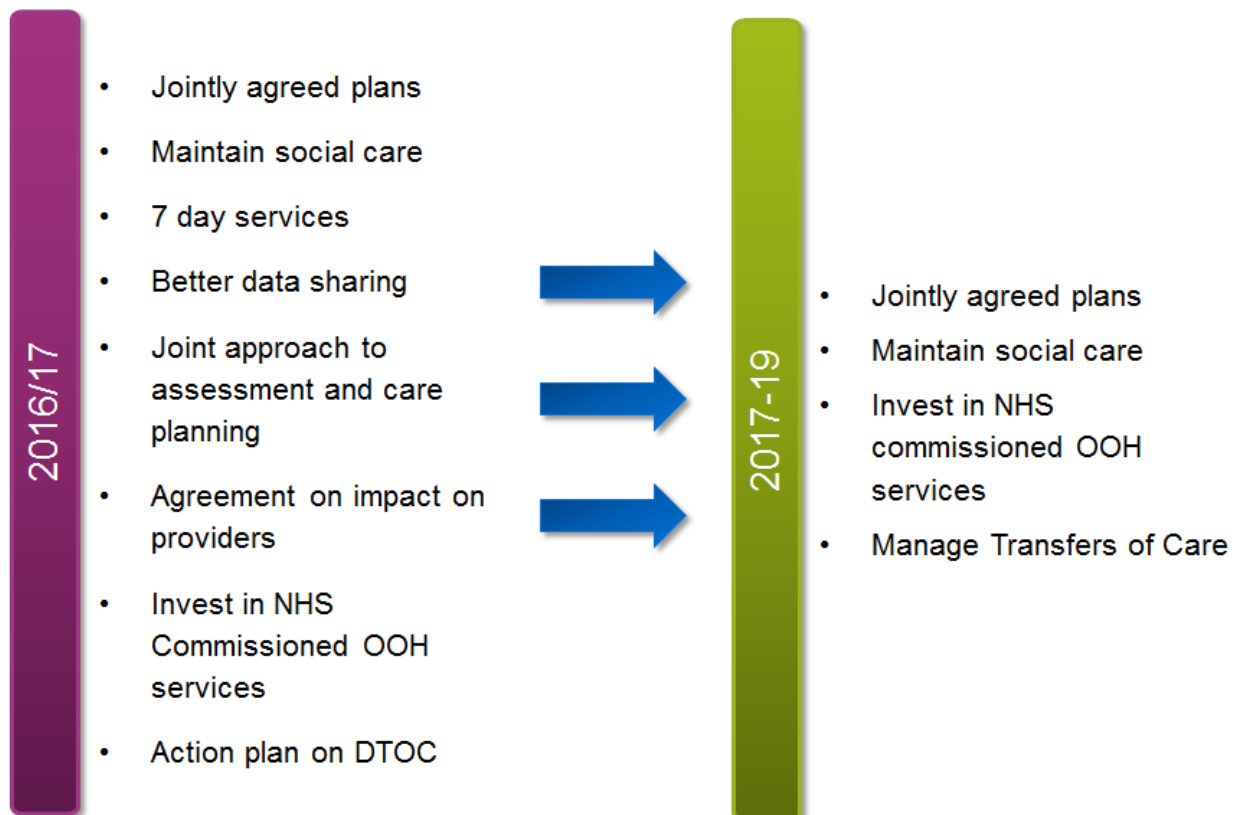 2016/17
• Jointly agreed plans
• Maintain social care
• 7 day services
• Better data sharing
• Joint approach to
assessment and care
planning
• Agreement on impact on
providers
• Invest in NHS
Commissioned OOH
services
• Action plan on DTOC
2017-19
• Jointly agreed plans
• Maintain social care
• Invest in NHS
commissioned OOH
services
• Manage Transfers of Care